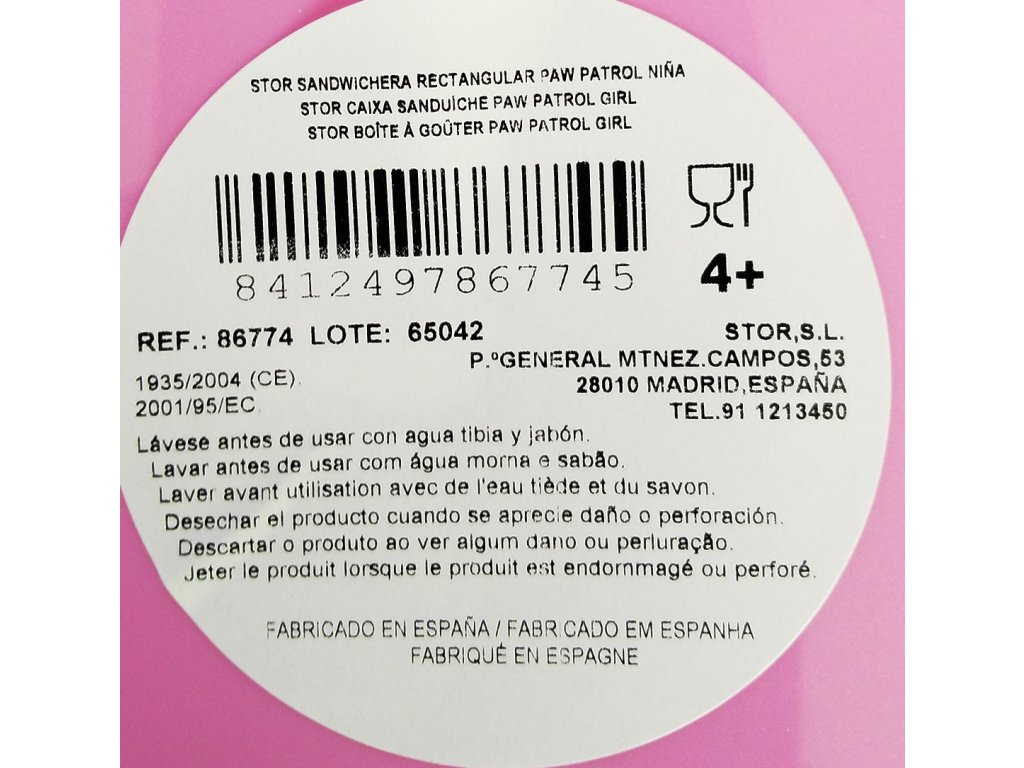 STOR SANDWICHERA RECTANGULAR PAW PATROL NIÑA
STOR CAIXA SANDUÍCHE PAW PATROL GIRL
STOR BOÎTE À GOÛTER PAW PATROL GIRL
8412497867745
4+
REF.: 86774 LOTE: 65042
STOR,S.L.
P.ºGENERAL MTNEZ.CAMPOS,53
1935/2004 (CE).
28010 MADRID,ESPAÑA
2001/95/EC.
TEL.91 1213450
Lávese antes de usar con agua tibia y jabón.
Lavar antes de usar com água morna e sabão.
Laver avant utilisation avec de l'eau tiède et du savon.
Desechar el producto cuando se aprecie daño o perforación.
Descartar o produto ao ver algum dano ou perluração.
Jeter le produit lorsque le produit est endornmagé ou perforé.
FABRICADO EN ESPAÑA / FABRICADO EM ESPANHA
FABRIQUÉ EN ESPAGNE